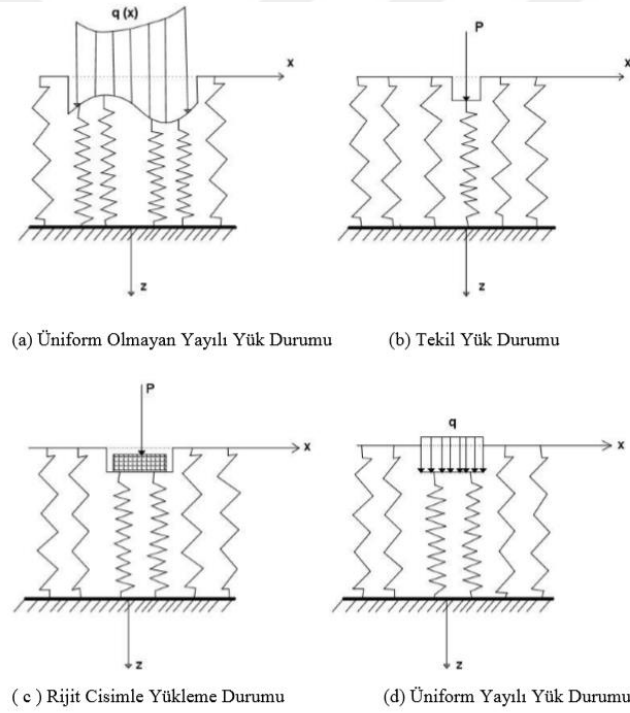 q (x)
x
z
(a) Üniform Olmayan Yayılı Yük Durumu
P
x
z
(b) Tekil Yük Durumu
P
x
z
( c ) Rijit Cisimle Yükleme Durumu
q
x
z
(d) Üniform Yayılı Yük Durumu